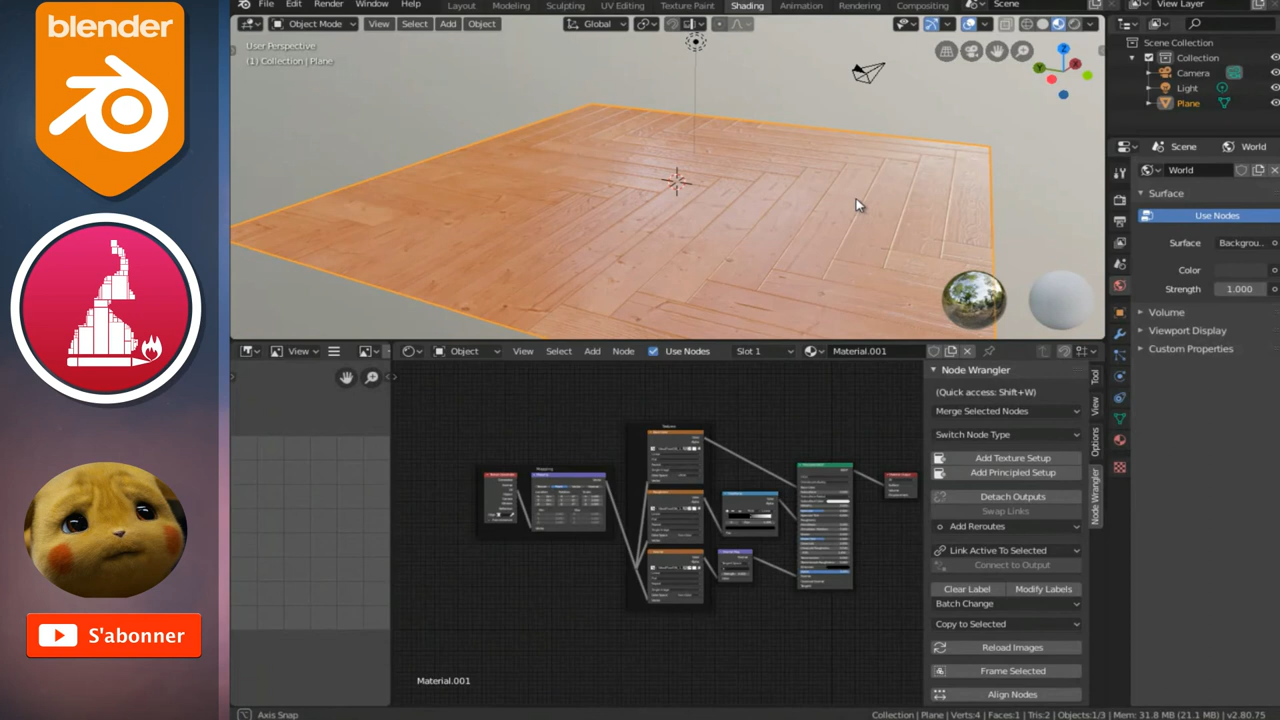 blender
S'abonner
File Edit Render Window Help Layout Modeling Sculpting UV Editing Texture Paint Shading Animation Rendering Compositing Scene View Layer
Object Mode View Select Add Object Global
User Perspective
(1) Collection | Plane
Scene Collection
Collection
Camera
Light
Plane
Scene World
World
Surface
Use Nodes
Surface Backgrou..
Color
Strength 1.000
Volume
Viewport Display
Custom Properties
View Object View Select Add Node Use Nodes Slot 1 Material.001
Mapping
Node Wrangler
(Quick access: Shift+W)
Merge Selected Nodes
Switch Node Type
Add Texture Setup
Add Principled Setup
Detach Outputs
Swap Links
Add Reroutes
Link Active To Selected
Connect to Output
Clear Label Modify Labels
Batch Change
Copy to Selected
Reload Images
Frame Selected
Align Nodes
Tool
View
Options
Node Wrangler
Material.001
Axis Snap
Collection | Plane | Verts:4 | Faces:1 | Tris:2 | Objects:1/3 | Mem: 31.8 MB (21.1 MB) | v2.80.75